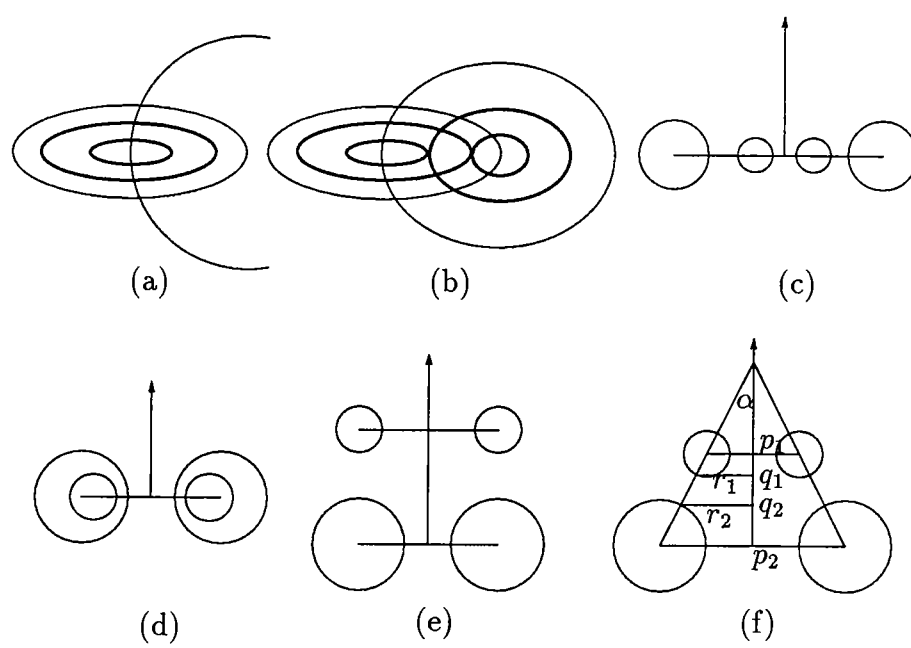 (a)
(b)
(c)
α
p₁
r₁ q₁
r₂ q₂
p₂
(d)
(e)
(f)